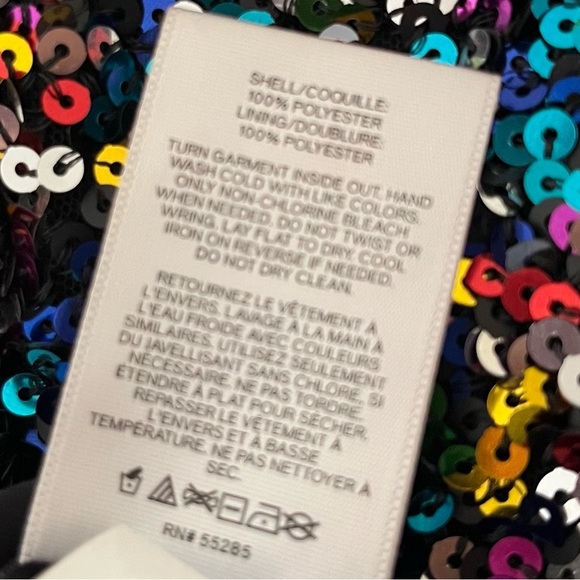 SHELL/COQUILLE:
100% POLYESTER
LINING/DOUBLURE:
100% POLYESTER
TURN GARMENT INSIDE OUT, HAND
WASH COLD WITH LIKE COLORS.
ONLY NON-CHLORINE BLEACH
WHEN NEEDED. DO NOT TWIST OR
WRING, LAY FLAT TO DRY. COOL
IRON ON REVERSE IF NEEDED.
DO NOT DRY CLEAN.
RETOURNEZ LE VÊTEMENT À
L'ENVERS. LAVAGE À LA MAIN À
L'EAU FROIDE AVEC COULEURS
SIMILAIRES. UTILISEZ SEULEMENT
DU JAVELLISANT SANS CHLORE, SI
NÉCESSAIRE. NE PAS TORDRE.
ÉTENDRE À PLAT POUR SÉCHER.
REPASSER LE VÊTEMENT À
L'ENVERS ET À BASSE
TEMPÉRATURE. NE PAS NETTOYER À
SEC.
RN# 55285